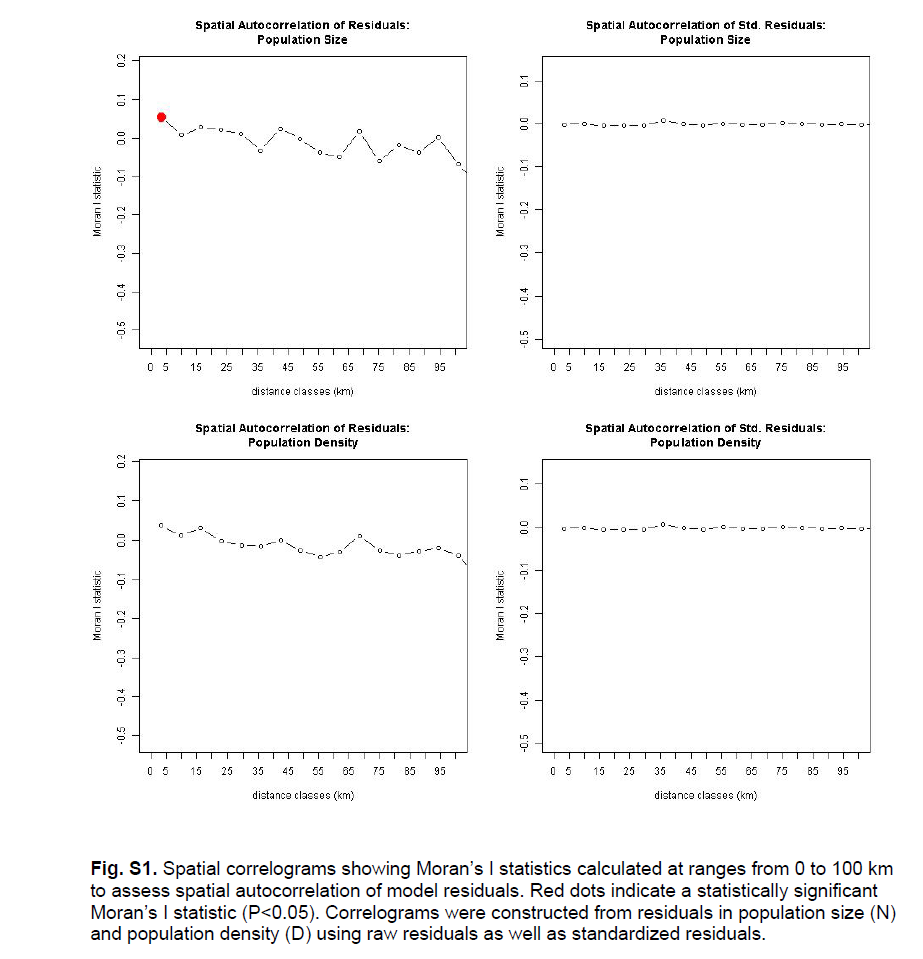 Spatial Autocorrelation of Residuals:
Population Size
0.2
0.1
0.0
-0.1
-0.2
-0.3
-0.4
-0.5
Moran I statistic
0 5 15 25 35 45 55 65 75 85 95
distance classes (km)
Spatial Autocorrelation of Std. Residuals:
Population Size
0.1
0.0
-0.1
-0.2
-0.3
-0.4
-0.5
Moran I statistic
0 5 15 25 35 45 55 65 75 85 95
distance classes (km)
Spatial Autocorrelation of Residuals:
Population Density
0.2
0.1
0.0
-0.1
-0.2
-0.3
-0.4
-0.5
Moran I statistic
0 5 15 25 35 45 55 65 75 85 95
distance classes (km)
Spatial Autocorrelation of Std. Residuals:
Population Density
0.1
0.0
-0.1
-0.2
-0.3
-0.4
-0.5
Moran I statistic
0 5 15 25 35 45 55 65 75 85 95
distance classes (km)
Fig. S1. Spatial correlograms showing Moran's I statistics calculated at ranges from 0 to 100 km
to assess spatial autocorrelation of model residuals. Red dots indicate a statistically significant
Moran's I statistic (P<0.05). Correlograms were constructed from residuals in population size (N)
and population density (D) using raw residuals as well as standardized residuals.